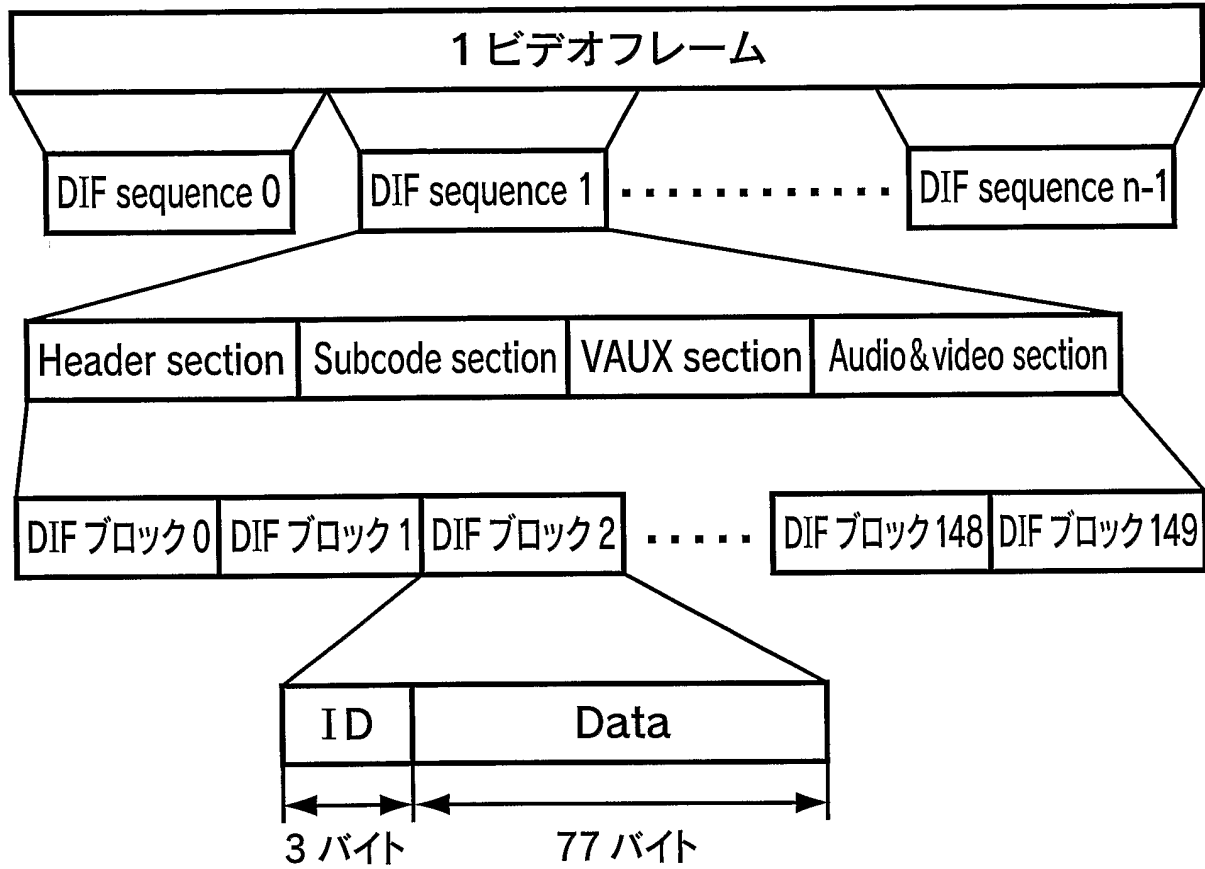 1 ビデオフレーム
DIF sequence 0
DIF sequence 1
DIF sequence n-1
Header section
Subcode section
VAUX section
Audio&video section
DIF ブロック 0
DIF ブロック 1
DIF ブロック 2
DIF ブロック 148
DIF ブロック 149
ID
Data
3 バイト
77 バイト